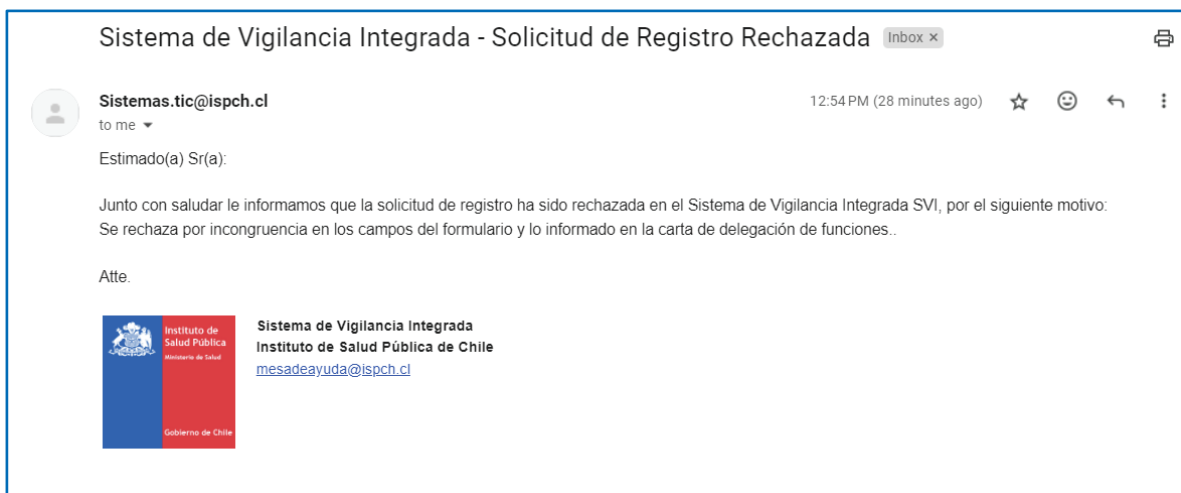 Sistema de Vigilancia Integrada - Solicitud de Registro Rechazada Inbox ×
Sistemas.tic@ispch.cl 12:54 PM (28 minutes ago)
to me
Estimado(a) Sr(a):
Junto con saludar le informamos que la solicitud de registro ha sido rechazada en el Sistema de Vigilancia Integrada SVI, por el siguiente motivo:
Se rechaza por incongruencia en los campos del formulario y lo informado en la carta de delegación de funciones..
Atte.
Instituto de
Salud Pública
Ministerio de Salud
Gobierno de Chile
Sistema de Vigilancia Integrada
Instituto de Salud Pública de Chile
mesadeayuda@ispch.cl